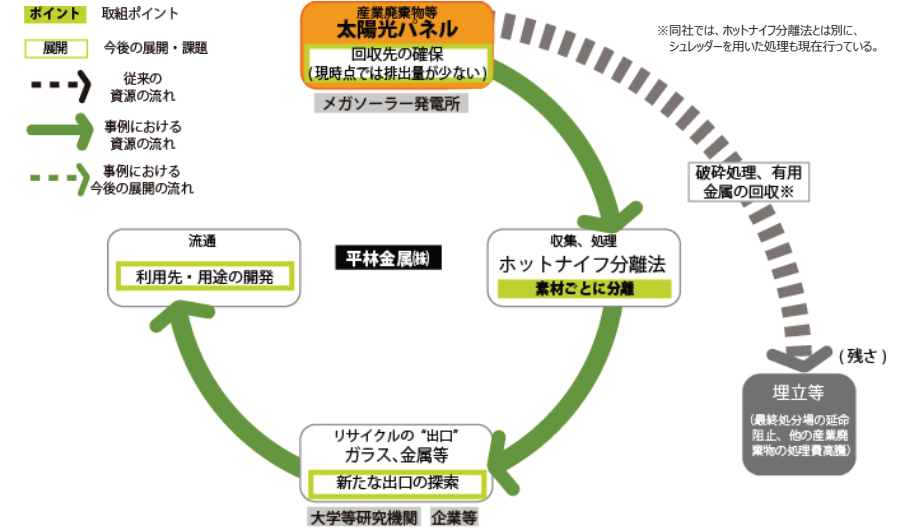 ポイント 取組ポイント
展開 今後の展開・課題
従来の
資源の流れ
事例における
資源の流れ
事例における
今後の展開の流れ
産業廃棄物等
太陽光パネル
回収先の確保
(現時点では排出量が少ない)
メガソーラー発電所
※同社では、ホットナイフ分離法とは別に、
シュレッダーを用いた処理も現在行っている。
破砕処理、有用
金属の回収※
収集、処理
ホットナイフ分離法
素材ごとに分離
平林金属㈱
流通
利用先・用途の開発
(残さ)
埋立等
(最終処分場の延命
阻止、他の産業廃
棄物の処理費高騰)
リサイクルの“出口”
ガラス、金属等
新たな出口の探索
大学等研究機関 企業等